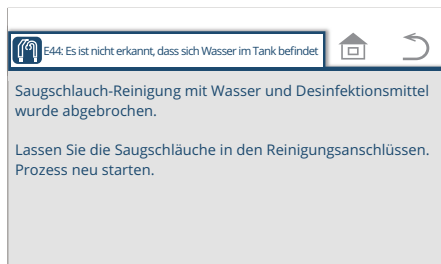 E44: Es ist nicht erkannt, dass sich Wasser im Tank befindet
Saugschlauch-Reinigung mit Wasser und Desinfektionsmittel
wurde abgebrochen.
Lassen Sie die Saugschläuche in den Reinigungsanschlüssen.
Prozess neu starten.